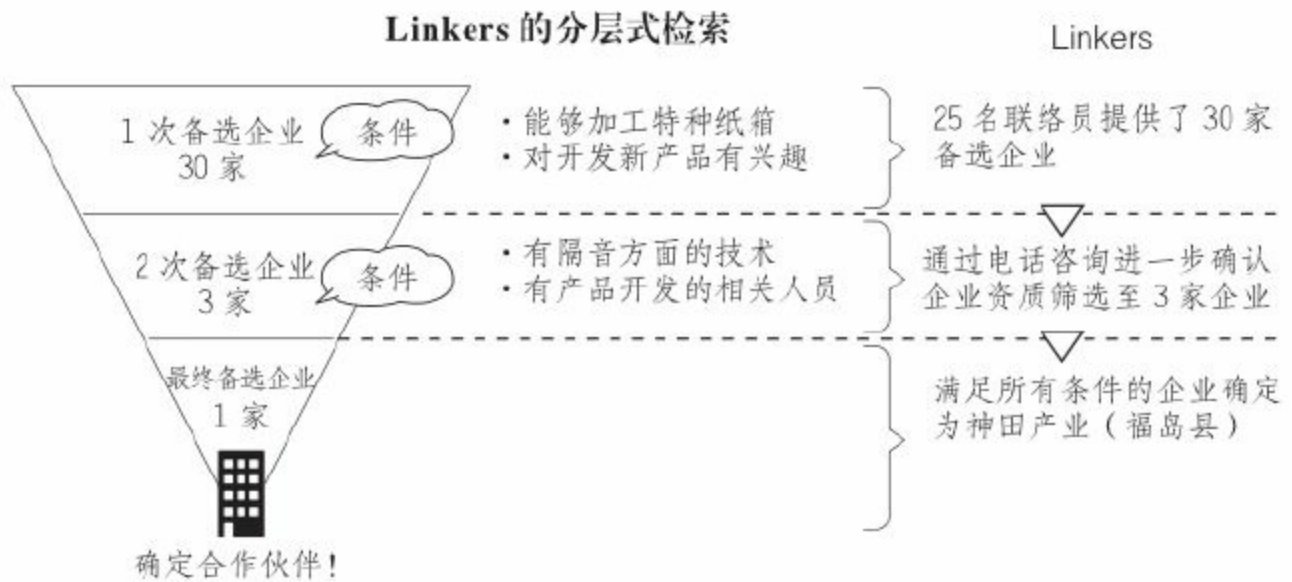 Linkers 的分层式检索
Linkers
1 次备选企业
30 家
条件
· 能够加工特种纸箱
· 对开发新产品有兴趣
25 名联络员提供了 30 家
备选企业
2 次备选企业
3 家
条件
· 有隔音方面的技术
· 有产品开发的相关人员
通过电话咨询进一步确认
企业资质筛选至 3 家企业
最终备选企业
1 家
满足所有条件的企业确定
为神田产业（福岛县）
确定合作伙伴！